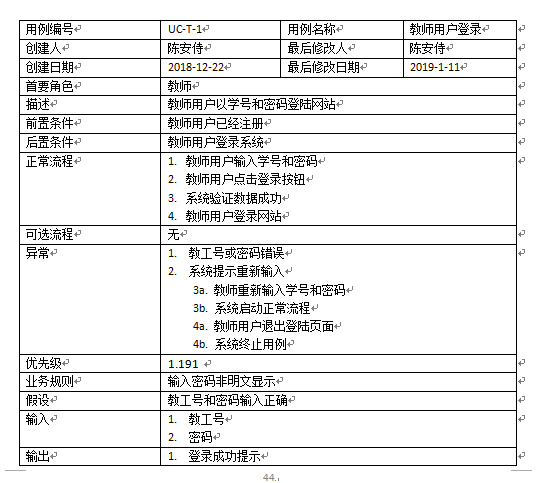 用例编号 UC-T-1 用例名称 教师用户登录
创建人 陈安侍 最后修改人 陈安侍
创建日期 2018-12-22 最后修改日期 2019-1-11
首要角色 教师
描述 教师用户以学号和密码登陆网站
前置条件 教师用户已经注册
后置条件 教师用户登录系统
正常流程 1. 教师用户输入学号和密码
2. 教师用户点击登录按钮
3. 系统验证数据成功
4. 教师用户登录网站
可选流程 无
异常 1. 教工号或密码错误
2. 系统提示重新输入
3a. 教师重新输入学号和密码
3b. 系统启动正常流程
4a. 教师用户退出登陆页面
4b. 系统终止用例
优先级 1.191
业务规则 输入密码非明文显示
假设 教工号和密码输入正确
输入 1. 教工号
2. 密码
输出 1. 登录成功提示
44